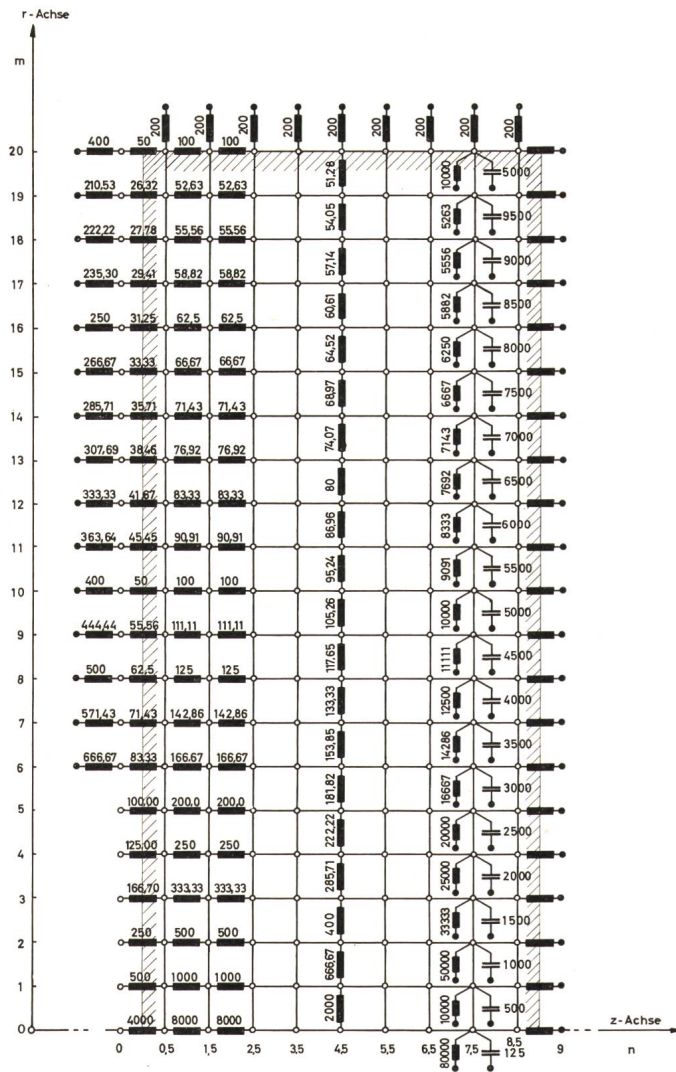 r-Achse
m
200 200 200 200 200 200 200 200 200
20 400 50 100 100 51,28 10000 5000
19 210,53 26,32 52,63 52,63 54,05 5263 9500
18 222,22 27,78 55,56 55,56 57,14 5556 9000
17 235,30 29,41 58,82 58,82 60,61 5882 8500
16 250 31,25 62,5 62,5 64,52 6250 8000
15 266,67 33,33 66,67 66,67 68,97 6667 7500
14 285,71 35,71 71,43 71,43 74,07 7143 7000
13 307,69 38,46 76,92 76,92 80 7692 6500
12 333,33 41,67 83,33 83,33 86,96 8333 6000
11 363,64 45,45 90,91 90,91 95,24 9091 5500
10 400 50 100 100 105,26 10000 5000
9 444,44 55,56 111,11 111,11 117,65 11111 4500
8 500 62,5 125 125 133,33 12500 4000
7 571,43 71,43 142,86 142,86 153,85 14286 3500
6 666,67 83,33 166,67 166,67 181,82 16667 3000
5 100,00 200,0 200,0 222,22 20000 2500
4 125,00 250 250 285,71 25000 2000
3 166,70 333,33 333,33 400 33333 1500
2 250 500 500 666,67 50000 1000
1 500 1000 1000 2000 10000 500
0 4000 8000 8000 80000 125
z-Achse
0 0,5 1,5 2,5 3,5 4,5 5,5 6,5 7,5 8,5 9
n